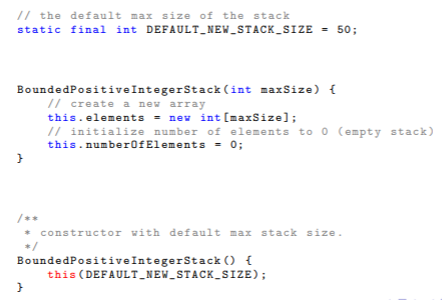 // the default max size of the stack
static final int DEFAULT_NEW_STACK_SIZE = 50;
BoundedPositiveIntegerStack(int maxSize) {
// create a new array
this.elements = new int[maxSize];
// initialize number of elements to 0 (empty stack)
this.numberOfElements = 0;
}
/**
* constructor with default max stack size.
*/
BoundedPositiveIntegerStack() {
this(DEFAULT_NEW_STACK_SIZE);
}